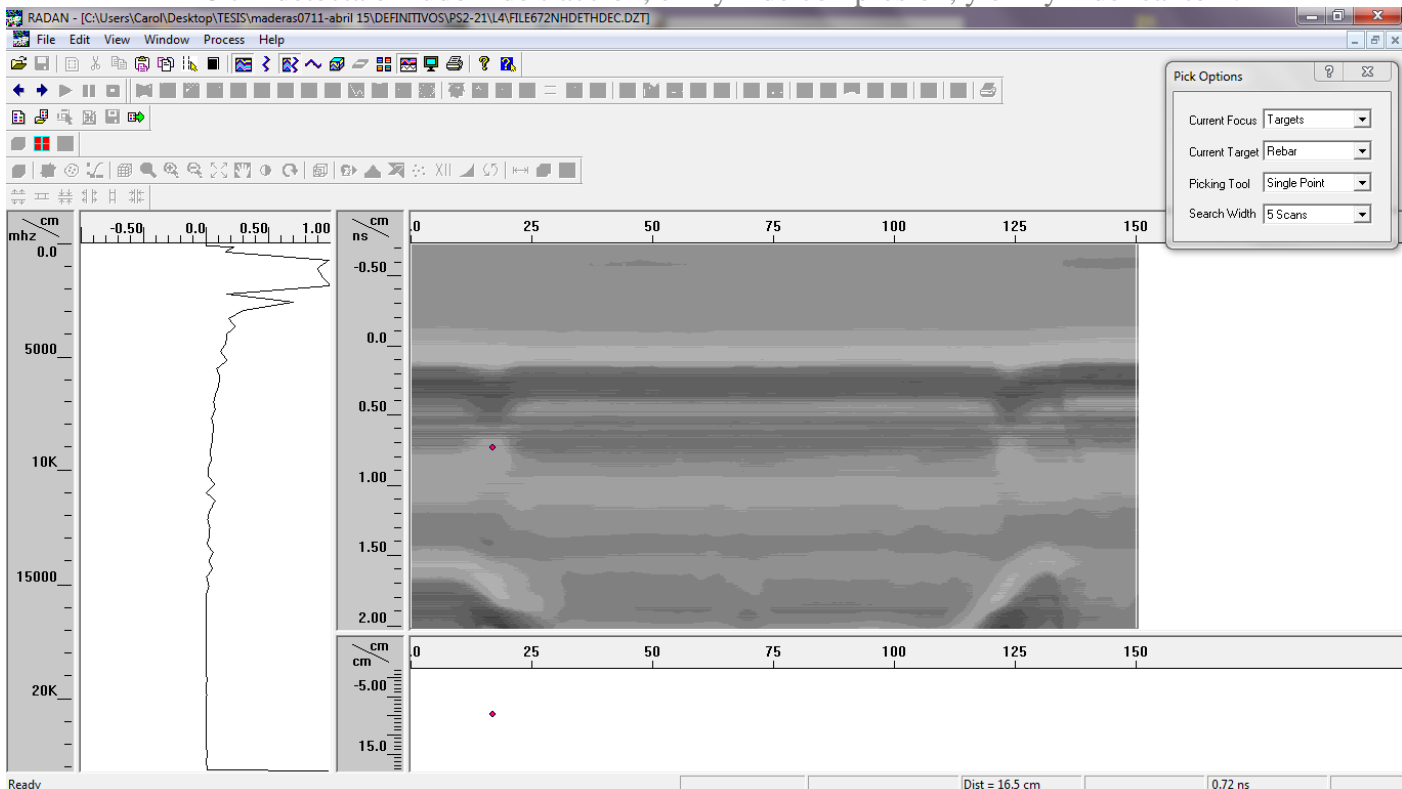 RADAN - [C:\Users\Carol\Desktop\TESIS\maderas0711-abril 15\DEFINITIVOS\PS2-21\L4\FILE672NHDETHDEC.DZT]
File Edit View Window Process Help
Pick Options
Current Focus Targets
Current Target Rebar
Picking Tool Single Point
Search Width 5 Scans
cm
mhz
-0.50 0.0 0.50 1.00
cm
ns
.0 25 50 75 100 125 150
0.0
5000
10K
15000
20K
-0.50
0.0
0.50
1.00
1.50
2.00
cm
cm
.0 25 50 75 100 125 150
-5.00
15.0
Ready
Dist = 16.5 cm
0.72 ns